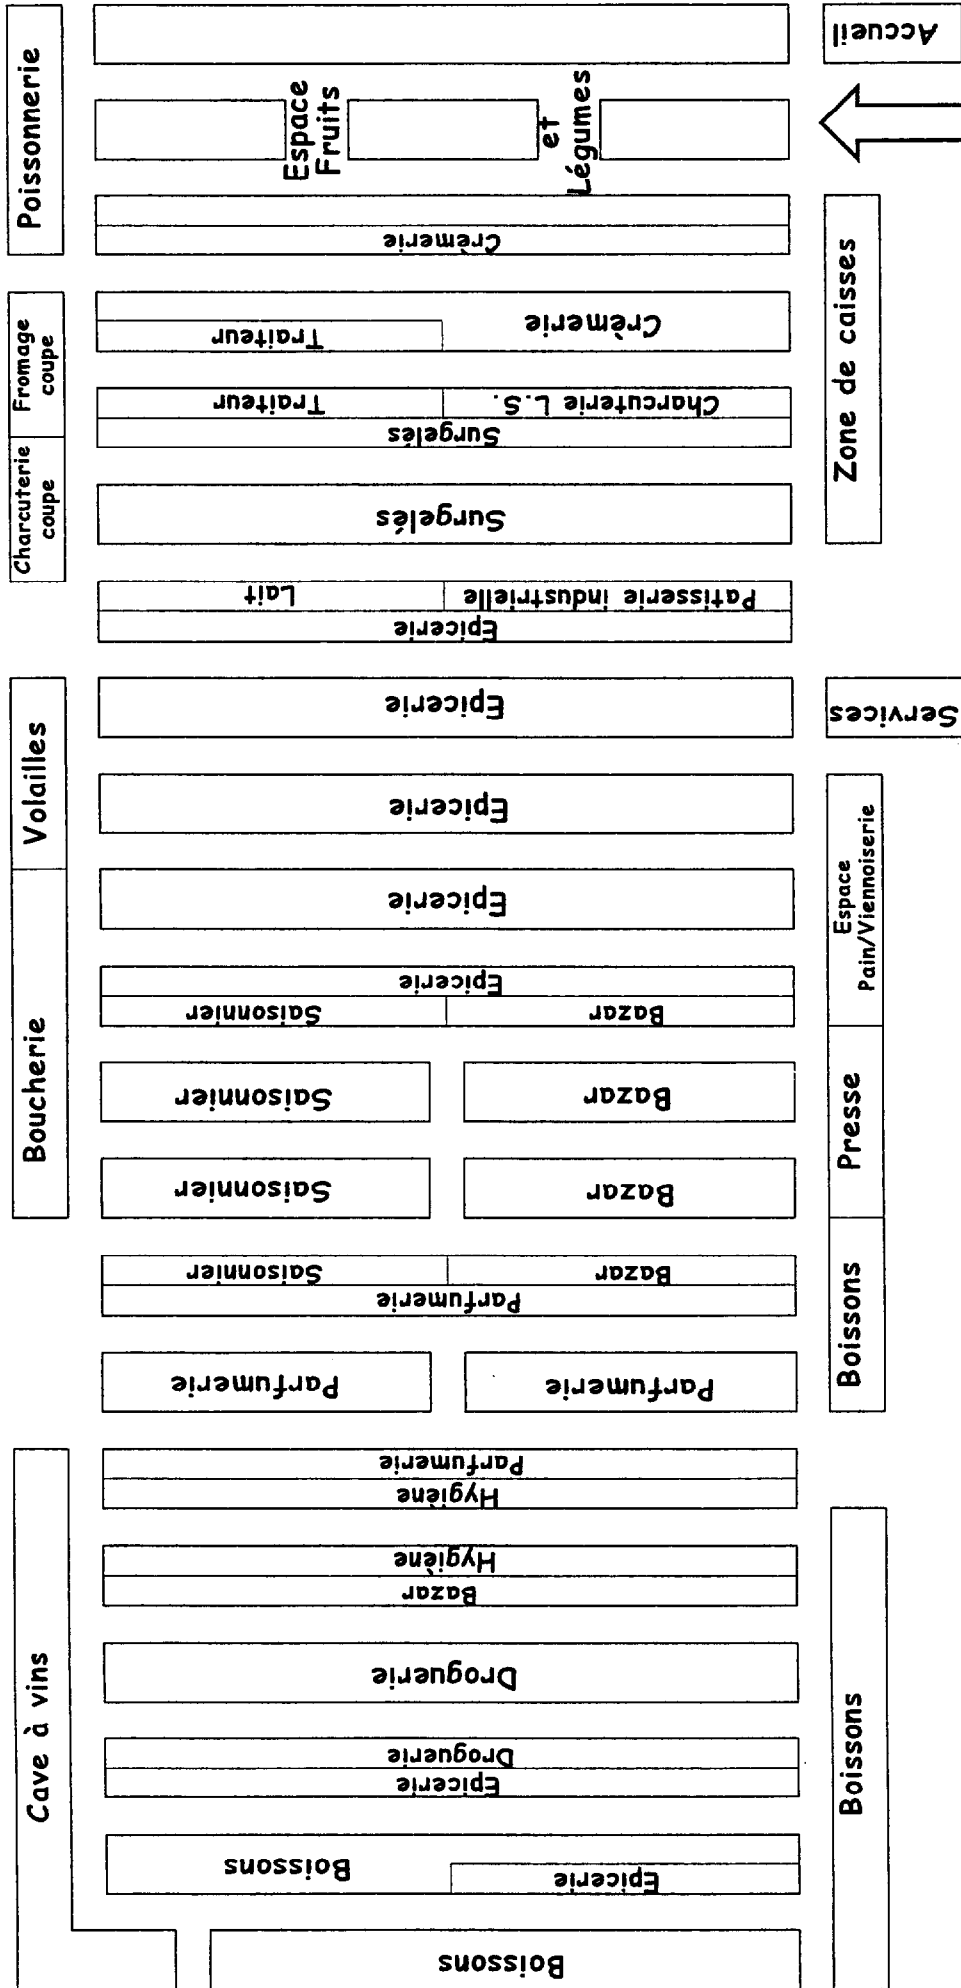 Poissonnerie
Accueil
Espace
Fruits
et
Légumes
Crèmerie
Zone de caisses
Fromage
coupe
Traiteur
Crèmerie
Traiteur
Charcuterie L.S.
Surgelés
Charcuterie
coupe
Surgelés
Lait
Patisserie industrielle
Epicerie
Volailles
Epicerie
Services
Epicerie
Espace
Pain/Viennoiserie
Boucherie
Epicerie
Epicerie
Saisonnier
Bazar
Saisonnier
Bazar
Presse
Saisonnier
Bazar
Saisonnier
Bazar
Parfumerie
Boissons
Parfumerie
Parfumerie
Cave à vins
Parfumerie
Hygiène
Hygiène
Bazar
Droguerie
Droguerie
Epicerie
Boissons
Boissons
Epicerie
Boissons